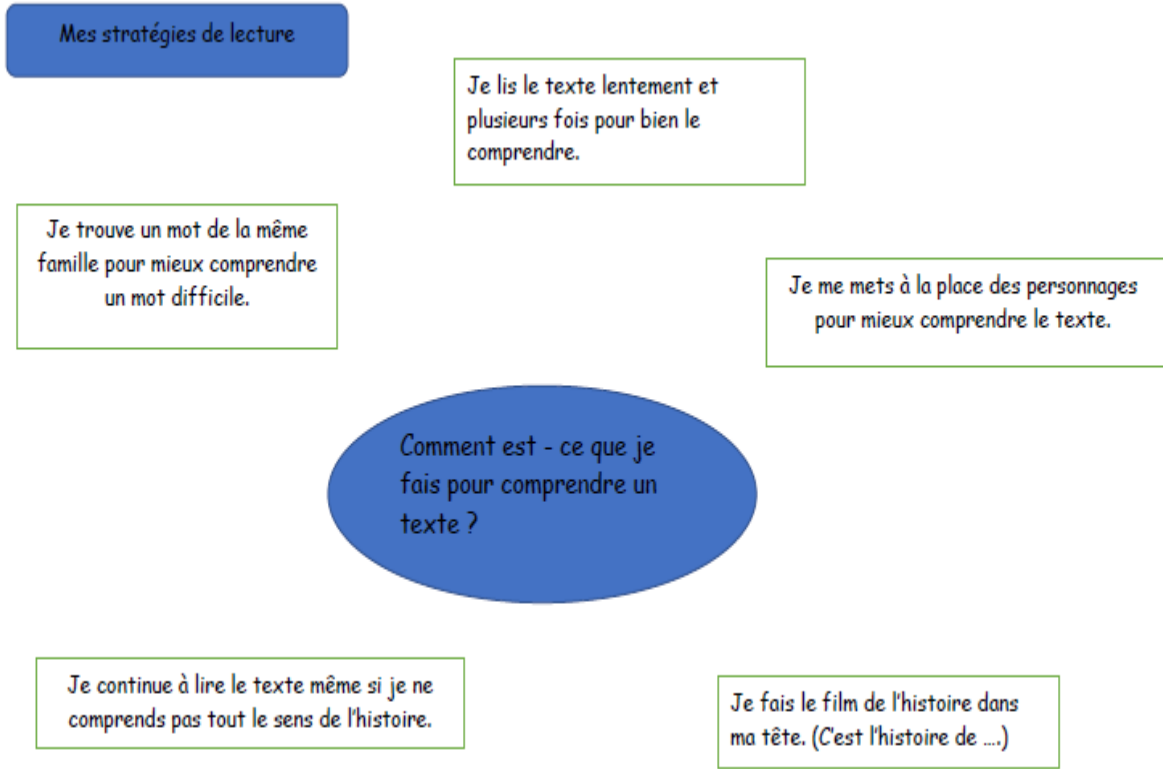 Mes stratégies de lecture
Je lis le texte lentement et
plusieurs fois pour bien le
comprendre.
Je trouve un mot de la même
famille pour mieux comprendre
un mot difficile.
Je me mets à la place des personnages
pour mieux comprendre le texte.
Comment est - ce que je
fais pour comprendre un
texte ?
Je continue à lire le texte même si je ne
comprends pas tout le sens de l'histoire.
Je fais le film de l'histoire dans
ma tête. (C'est l'histoire de ....)